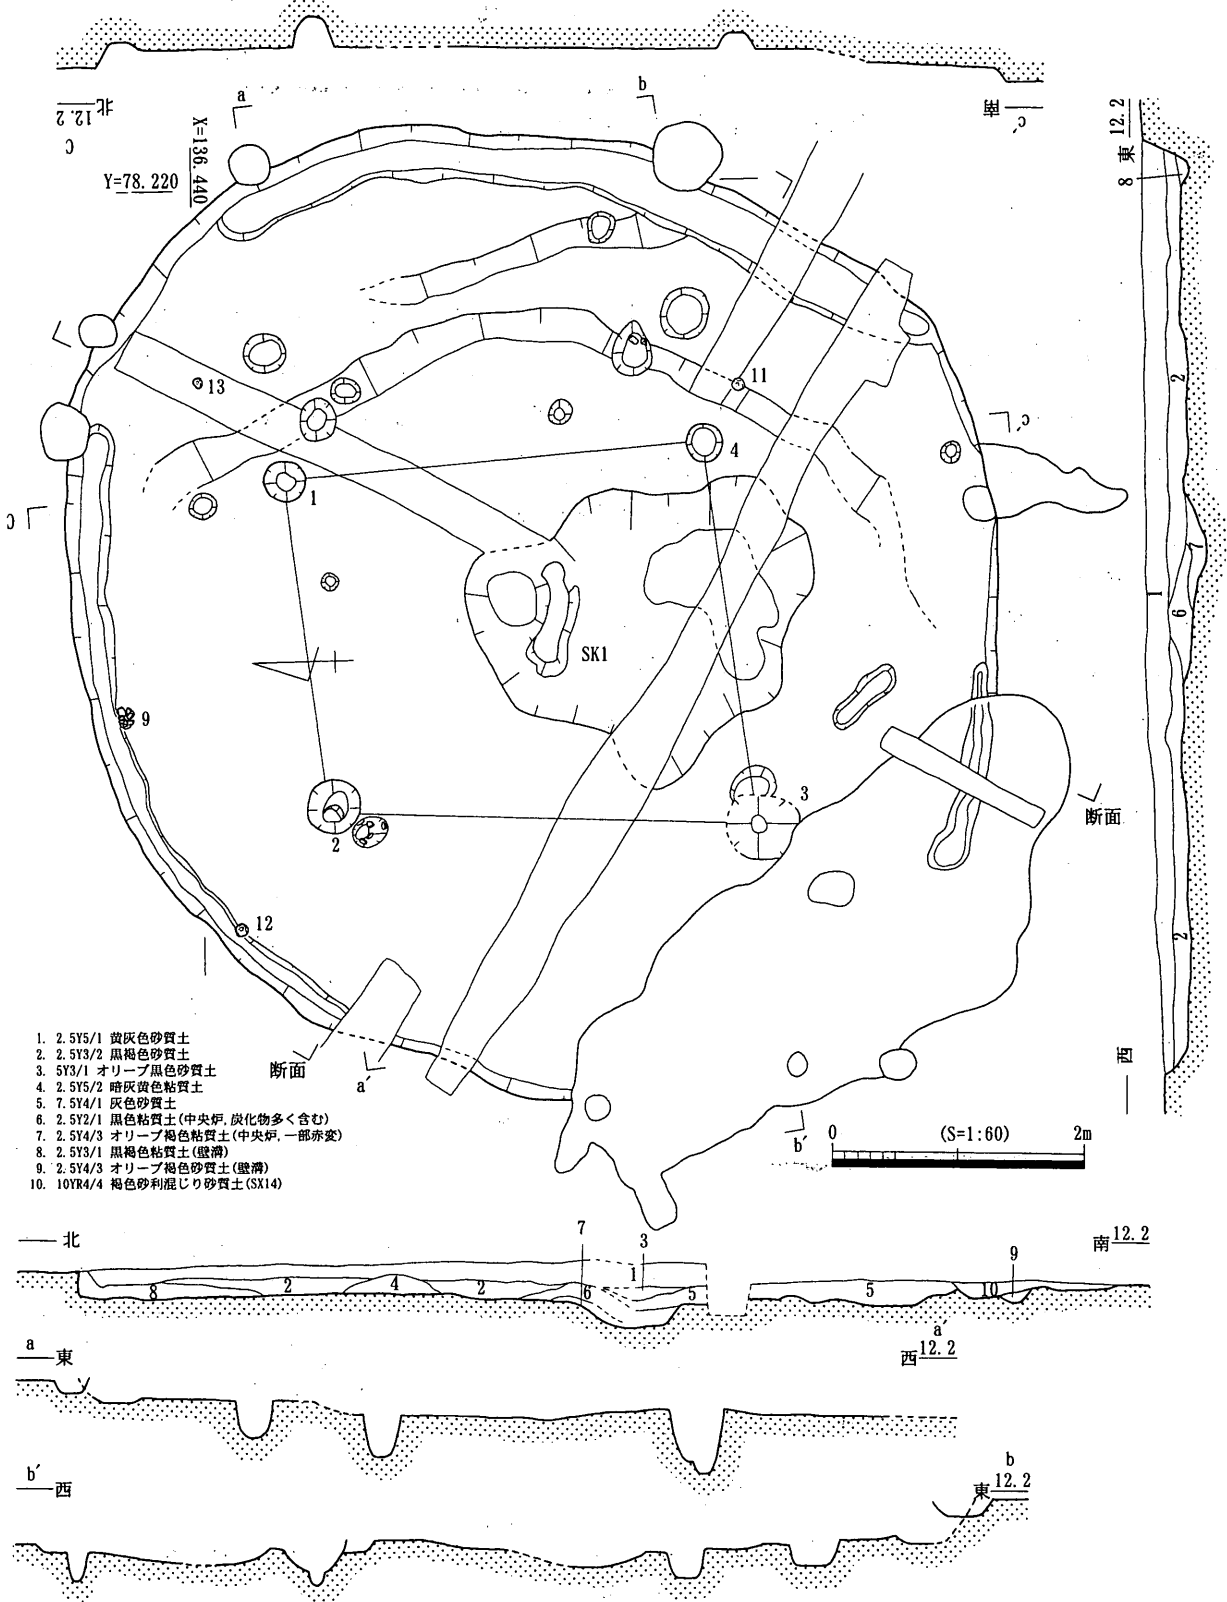 北
12.2
c
a
b
南
c′
東 12.2
8
X=136.440
Y=78.220
13
11
4
1
c
c′
2
7
1
6
SK1
9
3
断面
2
12
2
西
断面
a′
b′
1. 2.5Y5/1 黄灰色砂質土
2. 2.5Y3/2 黒褐色砂質土
3. 5Y3/1 オリーブ黒色砂質土
4. 2.5Y5/2 暗灰黄色粘質土
5. 7.5Y4/1 灰色砂質土
6. 2.5Y2/1 黒色粘質土(中央炉,炭化物多く含む)
7. 2.5Y4/3 オリーブ褐色粘質土(中央炉,一部赤変)
8. 2.5Y3/1 黒褐色粘質土(壁溝)
9. 2.5Y4/3 オリーブ褐色砂質土(壁溝)
10. 10YR4/4 褐色砂利混じり砂質土(SX14)
0 (S=1:60) 2m
北
7 3 9
南 12.2
8 2 4 2 6 1 5 5 10
a 東
a′
西 12.2
b′ 西
b
東 12.2